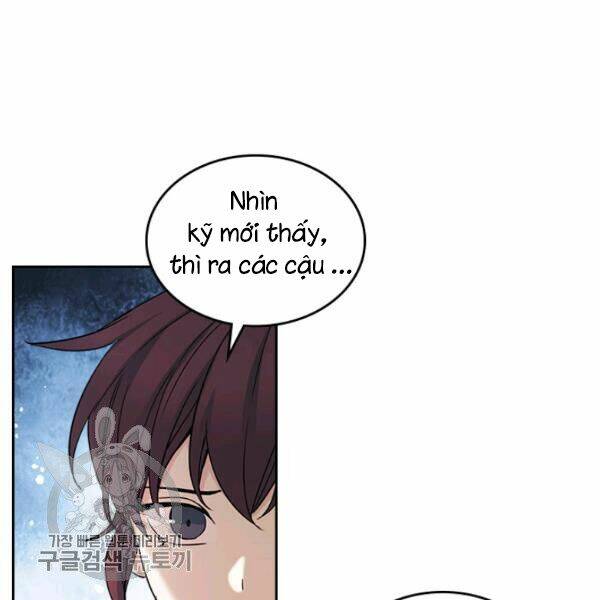 Nhìn
kỹ mới thấy,
thì ra các cậu ...
가장 빠른 웹툰 미리보기
구글검색 뉴토끼